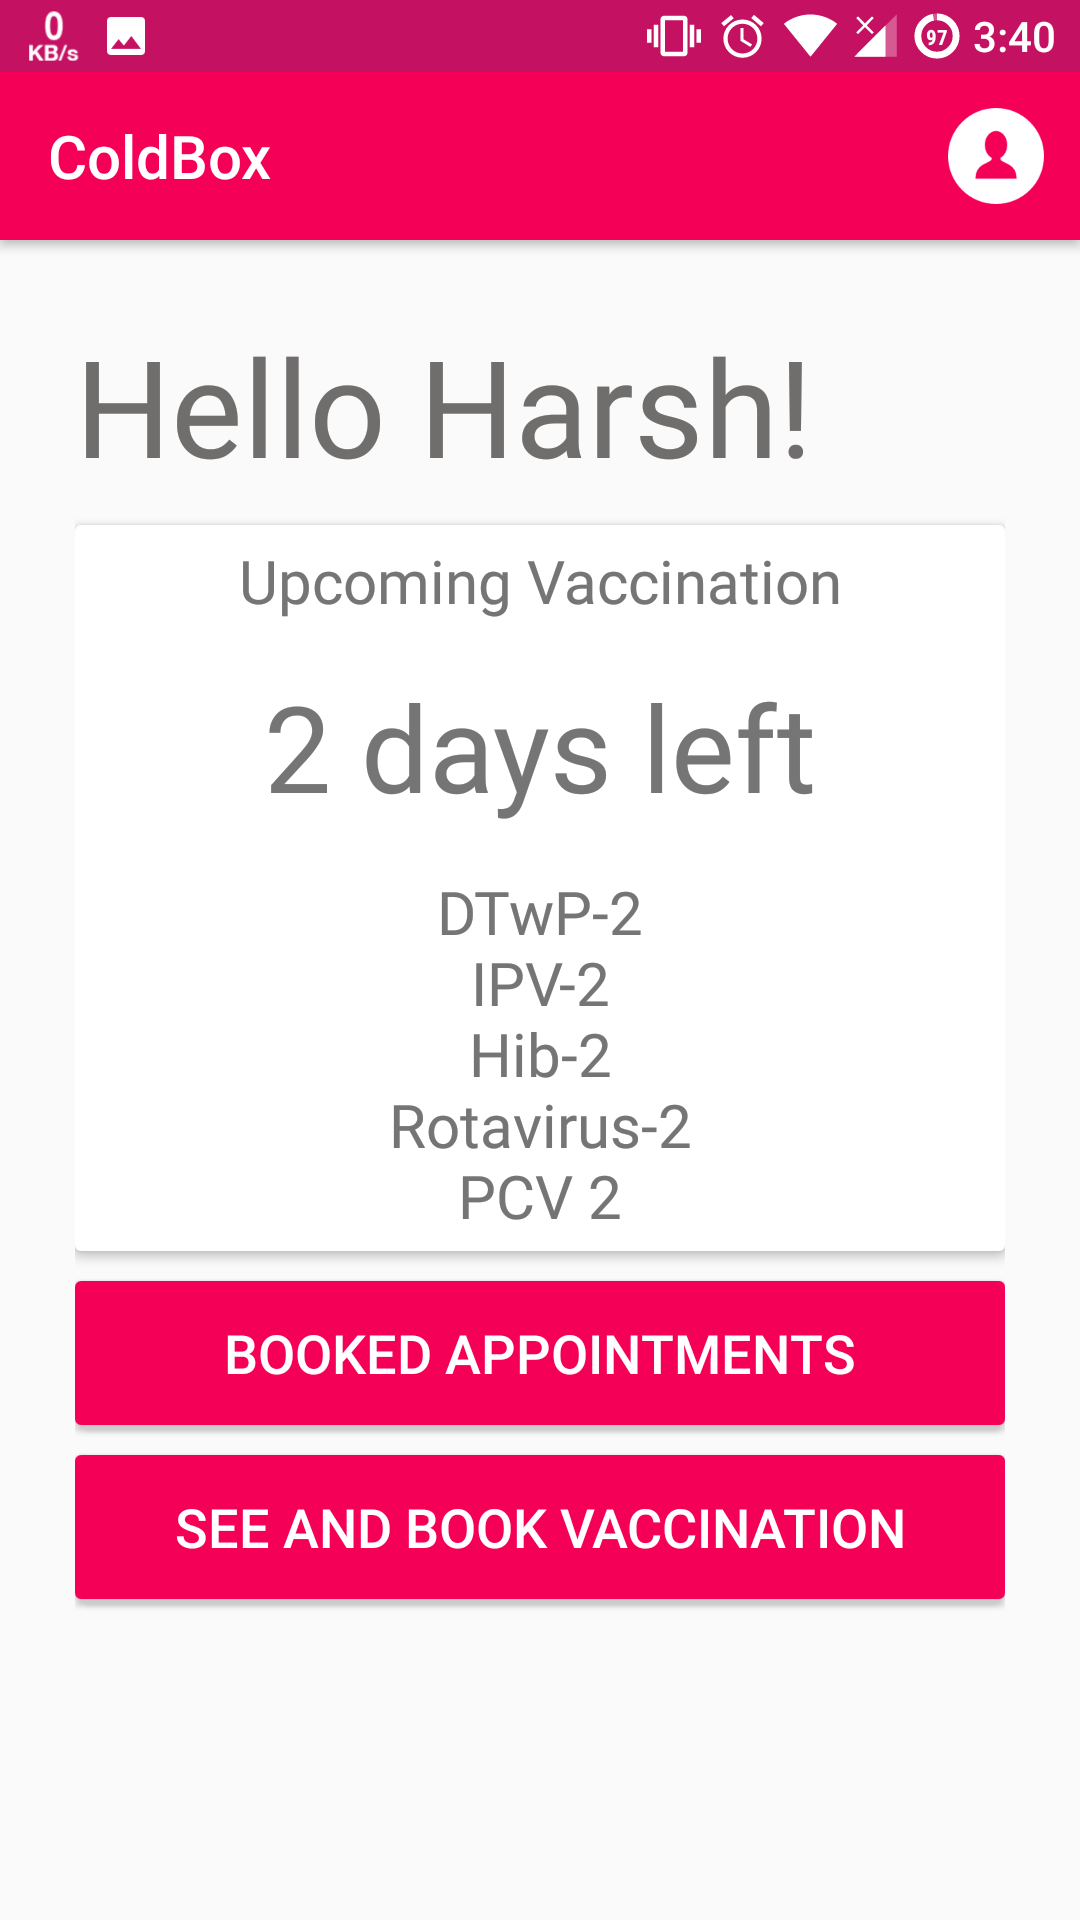 0
KB/s
97
3:40
ColdBox
Hello Harsh!
Upcoming Vaccination
2 days left
DTwP-2
IPV-2
Hib-2
Rotavirus-2
PCV 2
BOOKED APPOINTMENTS
SEE AND BOOK VACCINATION